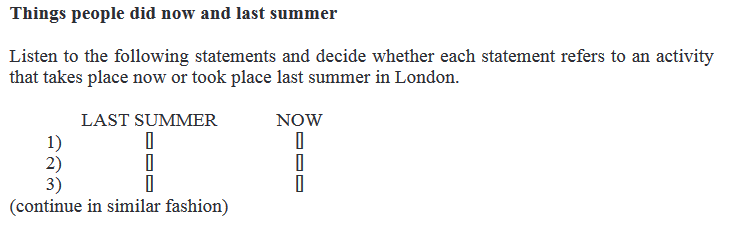 Things people did now and last summer
Listen to the following statements and decide whether each statement refers to an activity
that takes place now or took place last summer in London.
LAST SUMMER NOW
1) [] []
2) [] []
3) [] []
(continue in similar fashion)